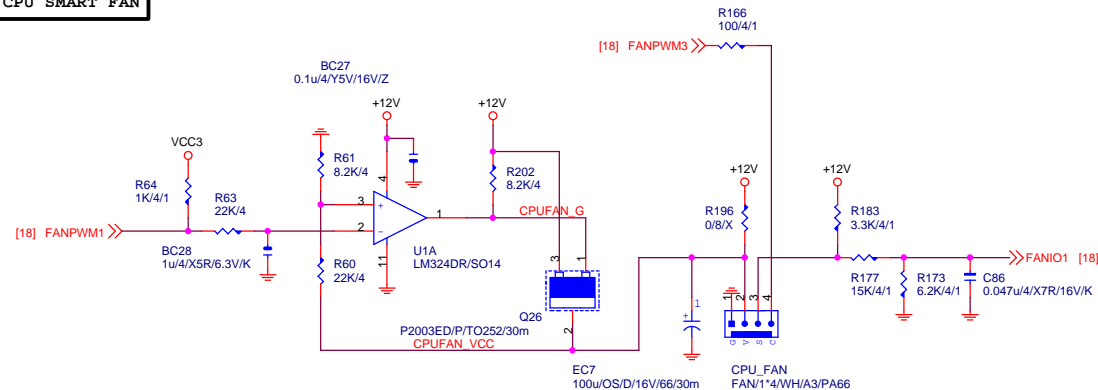 CPU SMART FAN
R166
100/4/1
[18] FANPWM3
BC27
0.1u/4/Y5V/16V/Z
+12V
+12V
VCC3
R61
8.2K/4
R202
8.2K/4
+12V
+12V
R64
1K/4/1
R63
22K/4
4
3
+
2
-
1
11
CPUFAN_G
3
1
R196
0/8/X
R183
3.3K/4/1
[18] FANPWM1
BC28
1u/4/X5R/6.3V/K
R60
22K/4
U1A
LM324DR/SO14
FANIO1 [18]
R177
15K/4/1
R173
6.2K/4/1
C86
0.047u/4/X7R/16V/K
Q26
2
P2003ED/P/TO252/30m
CPUFAN_VCC
+
1
1
2
3
4
G
V
S
C
EC7
100u/OS/D/16V/66/30m
CPU_FAN
FAN/1*4/WH/A3/PA66